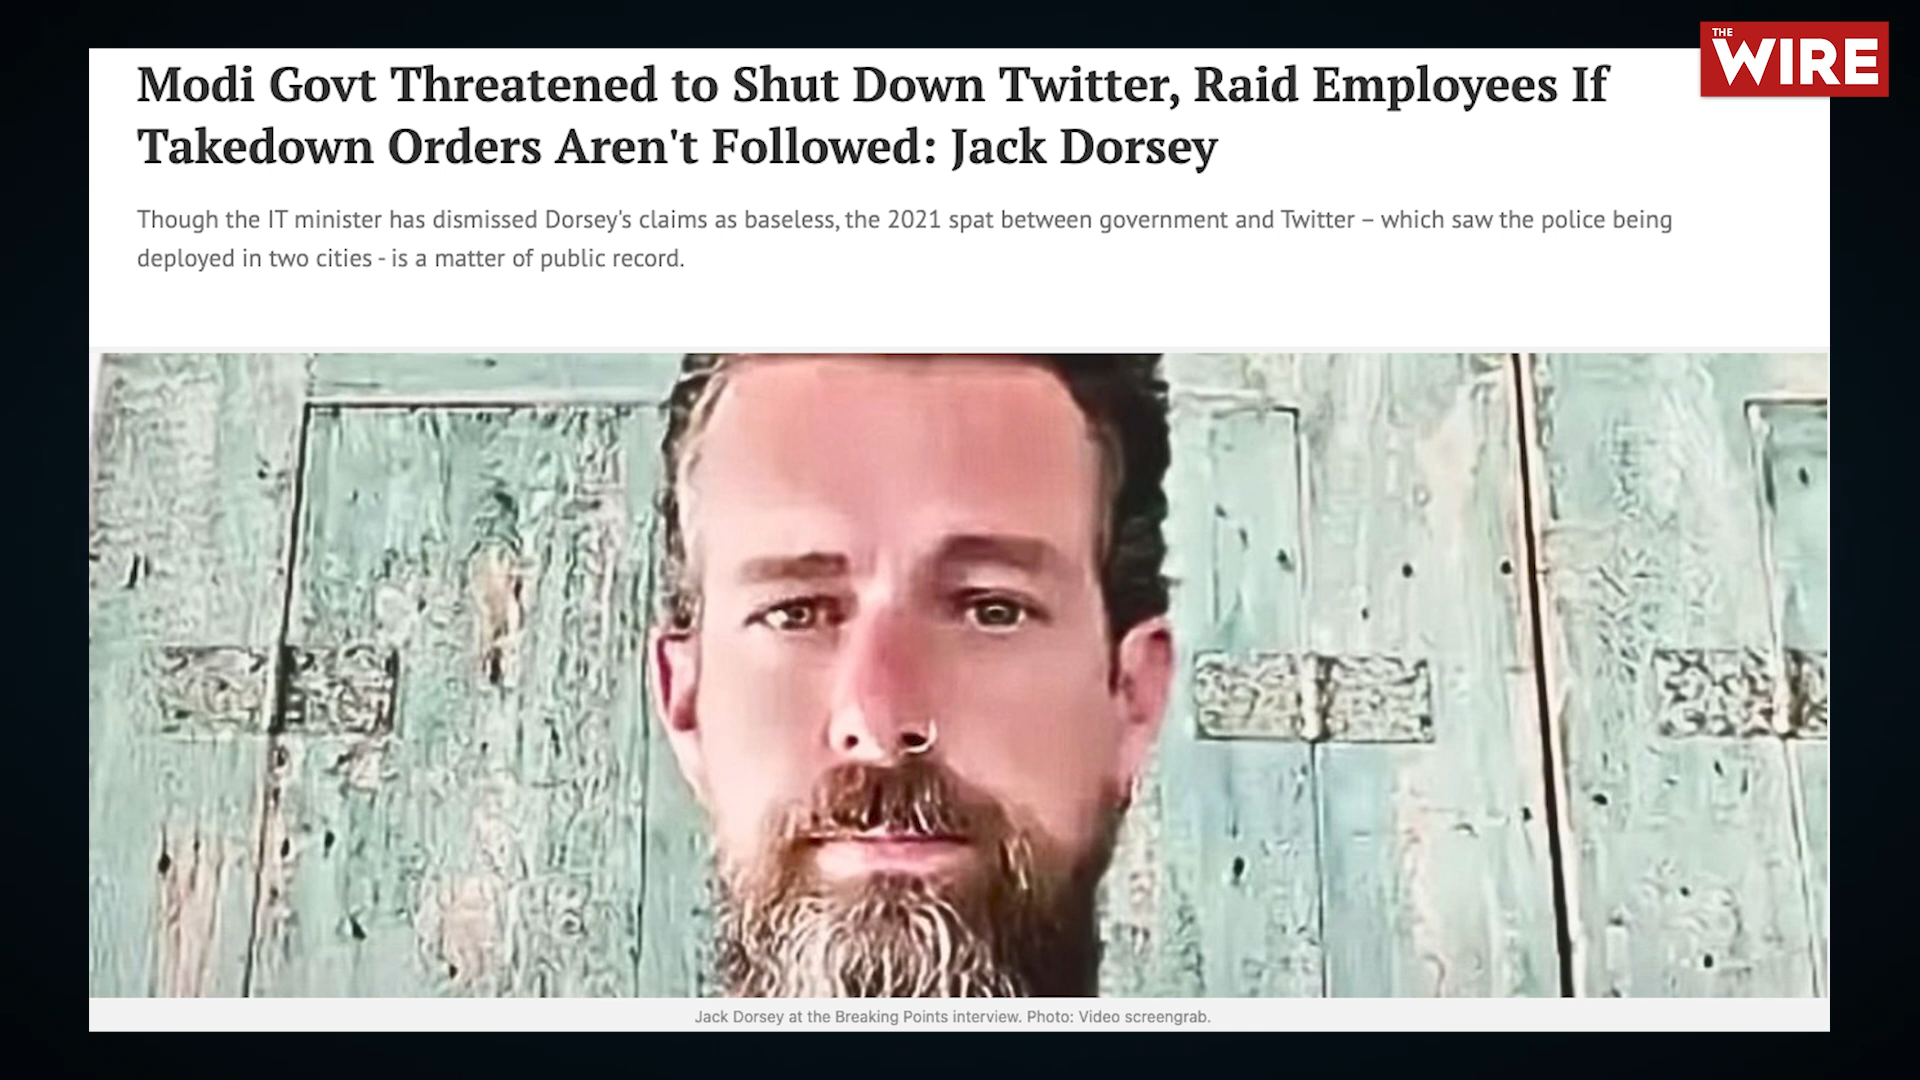 THE
WIRE
Modi Govt Threatened to Shut Down Twitter, Raid Employees If
Takedown Orders Aren't Followed: Jack Dorsey
Though the IT minister has dismissed Dorsey's claims as baseless, the 2021 spat between government and Twitter – which saw the police being
deployed in two cities - is a matter of public record.
Jack Dorsey at the Breaking Points interview. Photo: Video screengrab.